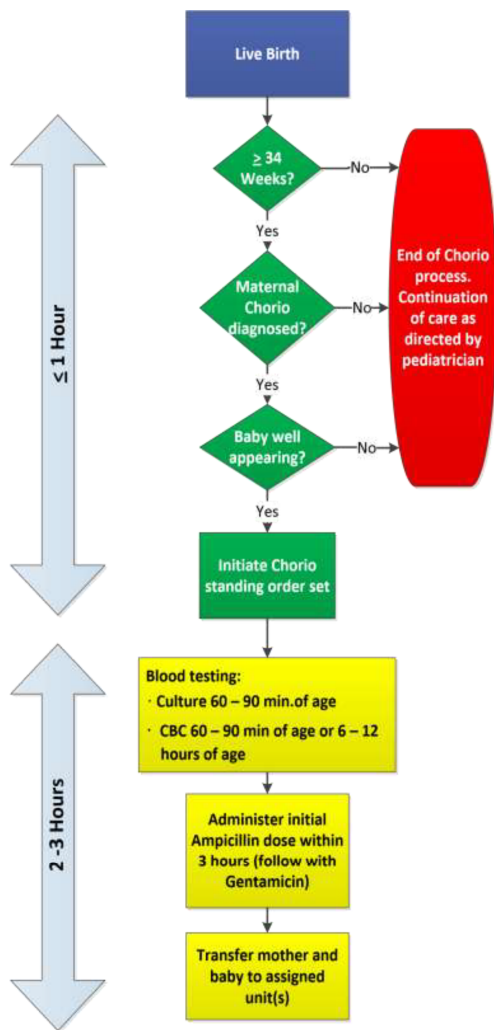 Live Birth
≥ 34
Weeks?
No
Yes
Maternal
Chorio
diagnosed?
No
End of Chorio
process.
Continuation
of care as
directed by
pediatrician
Yes
Baby well
appearing?
No
Yes
Initiate Chorio
standing order set
≤ 1 Hour
Blood testing:
· Culture 60 – 90 min.of age
· CBC 60 – 90 min of age or 6 – 12
hours of age
Administer initial
Ampicillin dose within
3 hours (follow with
Gentamicin)
Transfer mother and
baby to assigned
unit(s)
2 -3 Hours